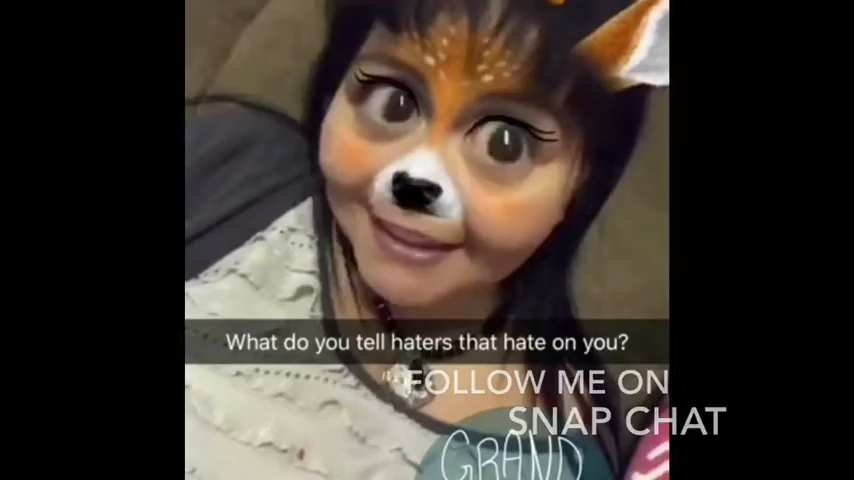 What do you tell haters that hate on you?
FOLLOW ME ON
SNAP CHAT
GRAND